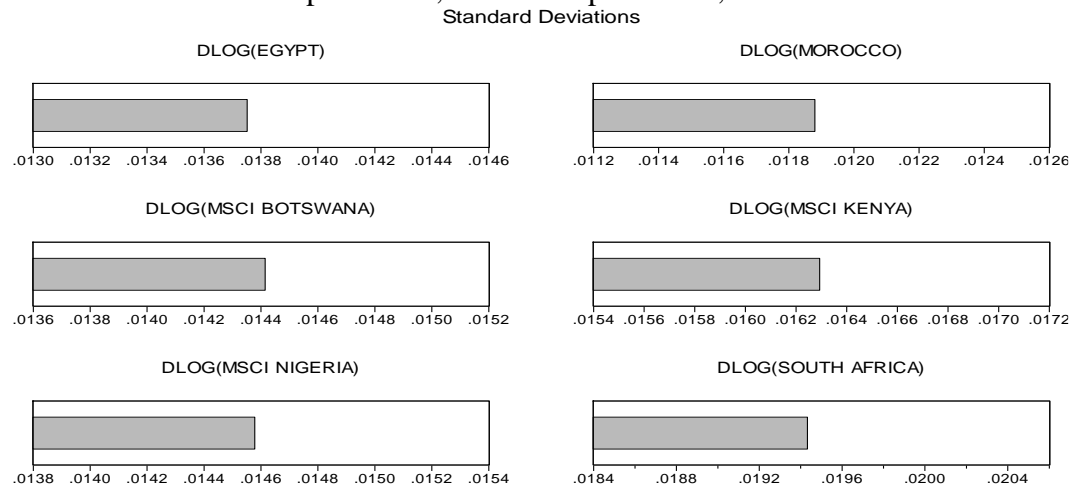 Standard Deviations
DLOG(EGYPT)
.0130 .0132 .0134 .0136 .0138 .0140 .0142 .0144 .0146
DLOG(MOROCCO)
.0112 .0114 .0116 .0118 .0120 .0122 .0124 .0126
DLOG(MSCI BOTSWANA)
.0136 .0138 .0140 .0142 .0144 .0146 .0148 .0150 .0152
DLOG(MSCI KENYA)
.0154 .0156 .0158 .0160 .0162 .0164 .0166 .0168 .0170 .0172
DLOG(MSCI NIGERIA)
.0138 .0140 .0142 .0144 .0146 .0148 .0150 .0152 .0154
DLOG(SOUTH AFRICA)
.0184 .0188 .0192 .0196 .0200 .0204